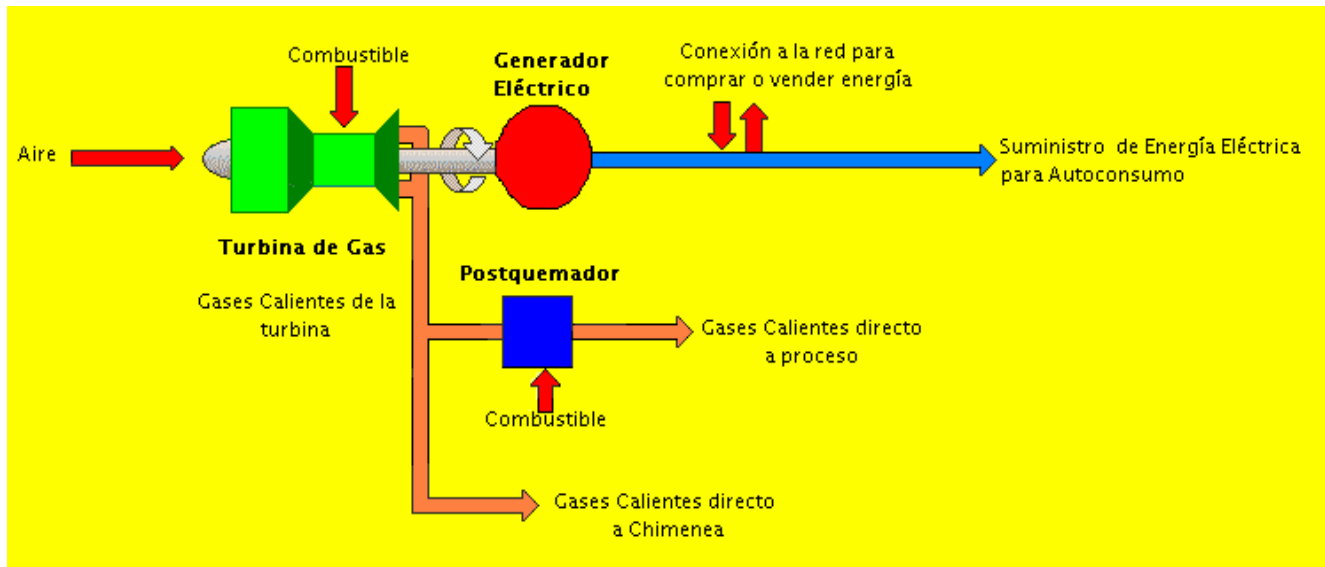 Combustible
Generador
Eléctrico
Conexión a la red para
comprar o vender energía
Aire
Suministro de Energía Eléctrica
para Autoconsumo
Turbina de Gas
Postquemador
Gases Calientes de la
turbina
Gases Calientes directo
a proceso
Combustible
Gases Calientes directo
a Chimenea